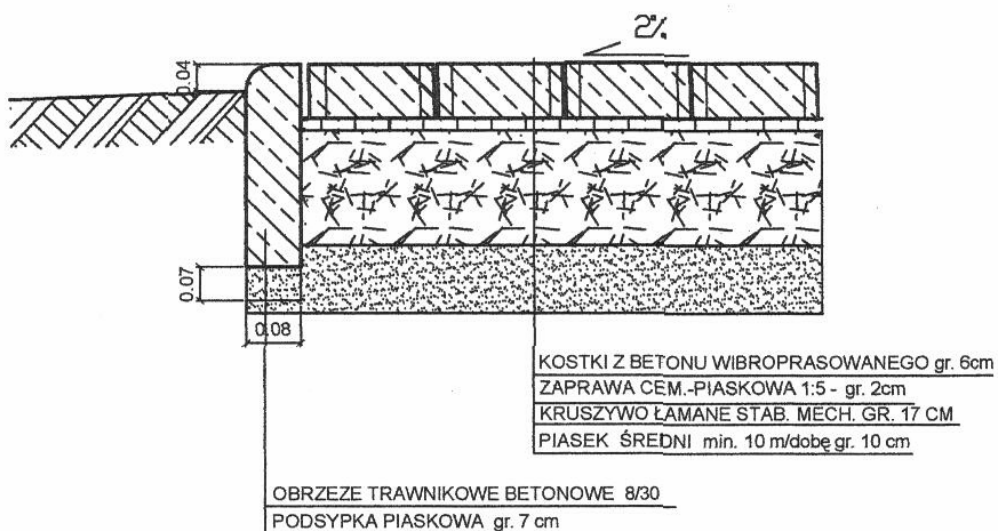 2%
0.04
0.07
0.08
KOSTKI Z BETONU WIBROPRASOWANEGO gr. 6cm
ZAPRAWA CEM.-PIASKOWA 1:5 - gr. 2cm
KRUSZYWO ŁAMANE STAB. MECH. GR. 17 CM
PIASEK ŚREDNI min. 10 m/dobę gr. 10 cm
OBRZEZE TRAWNIKOWE BETONOWE 8/30
PODSYPKA PIASKOWA gr. 7 cm